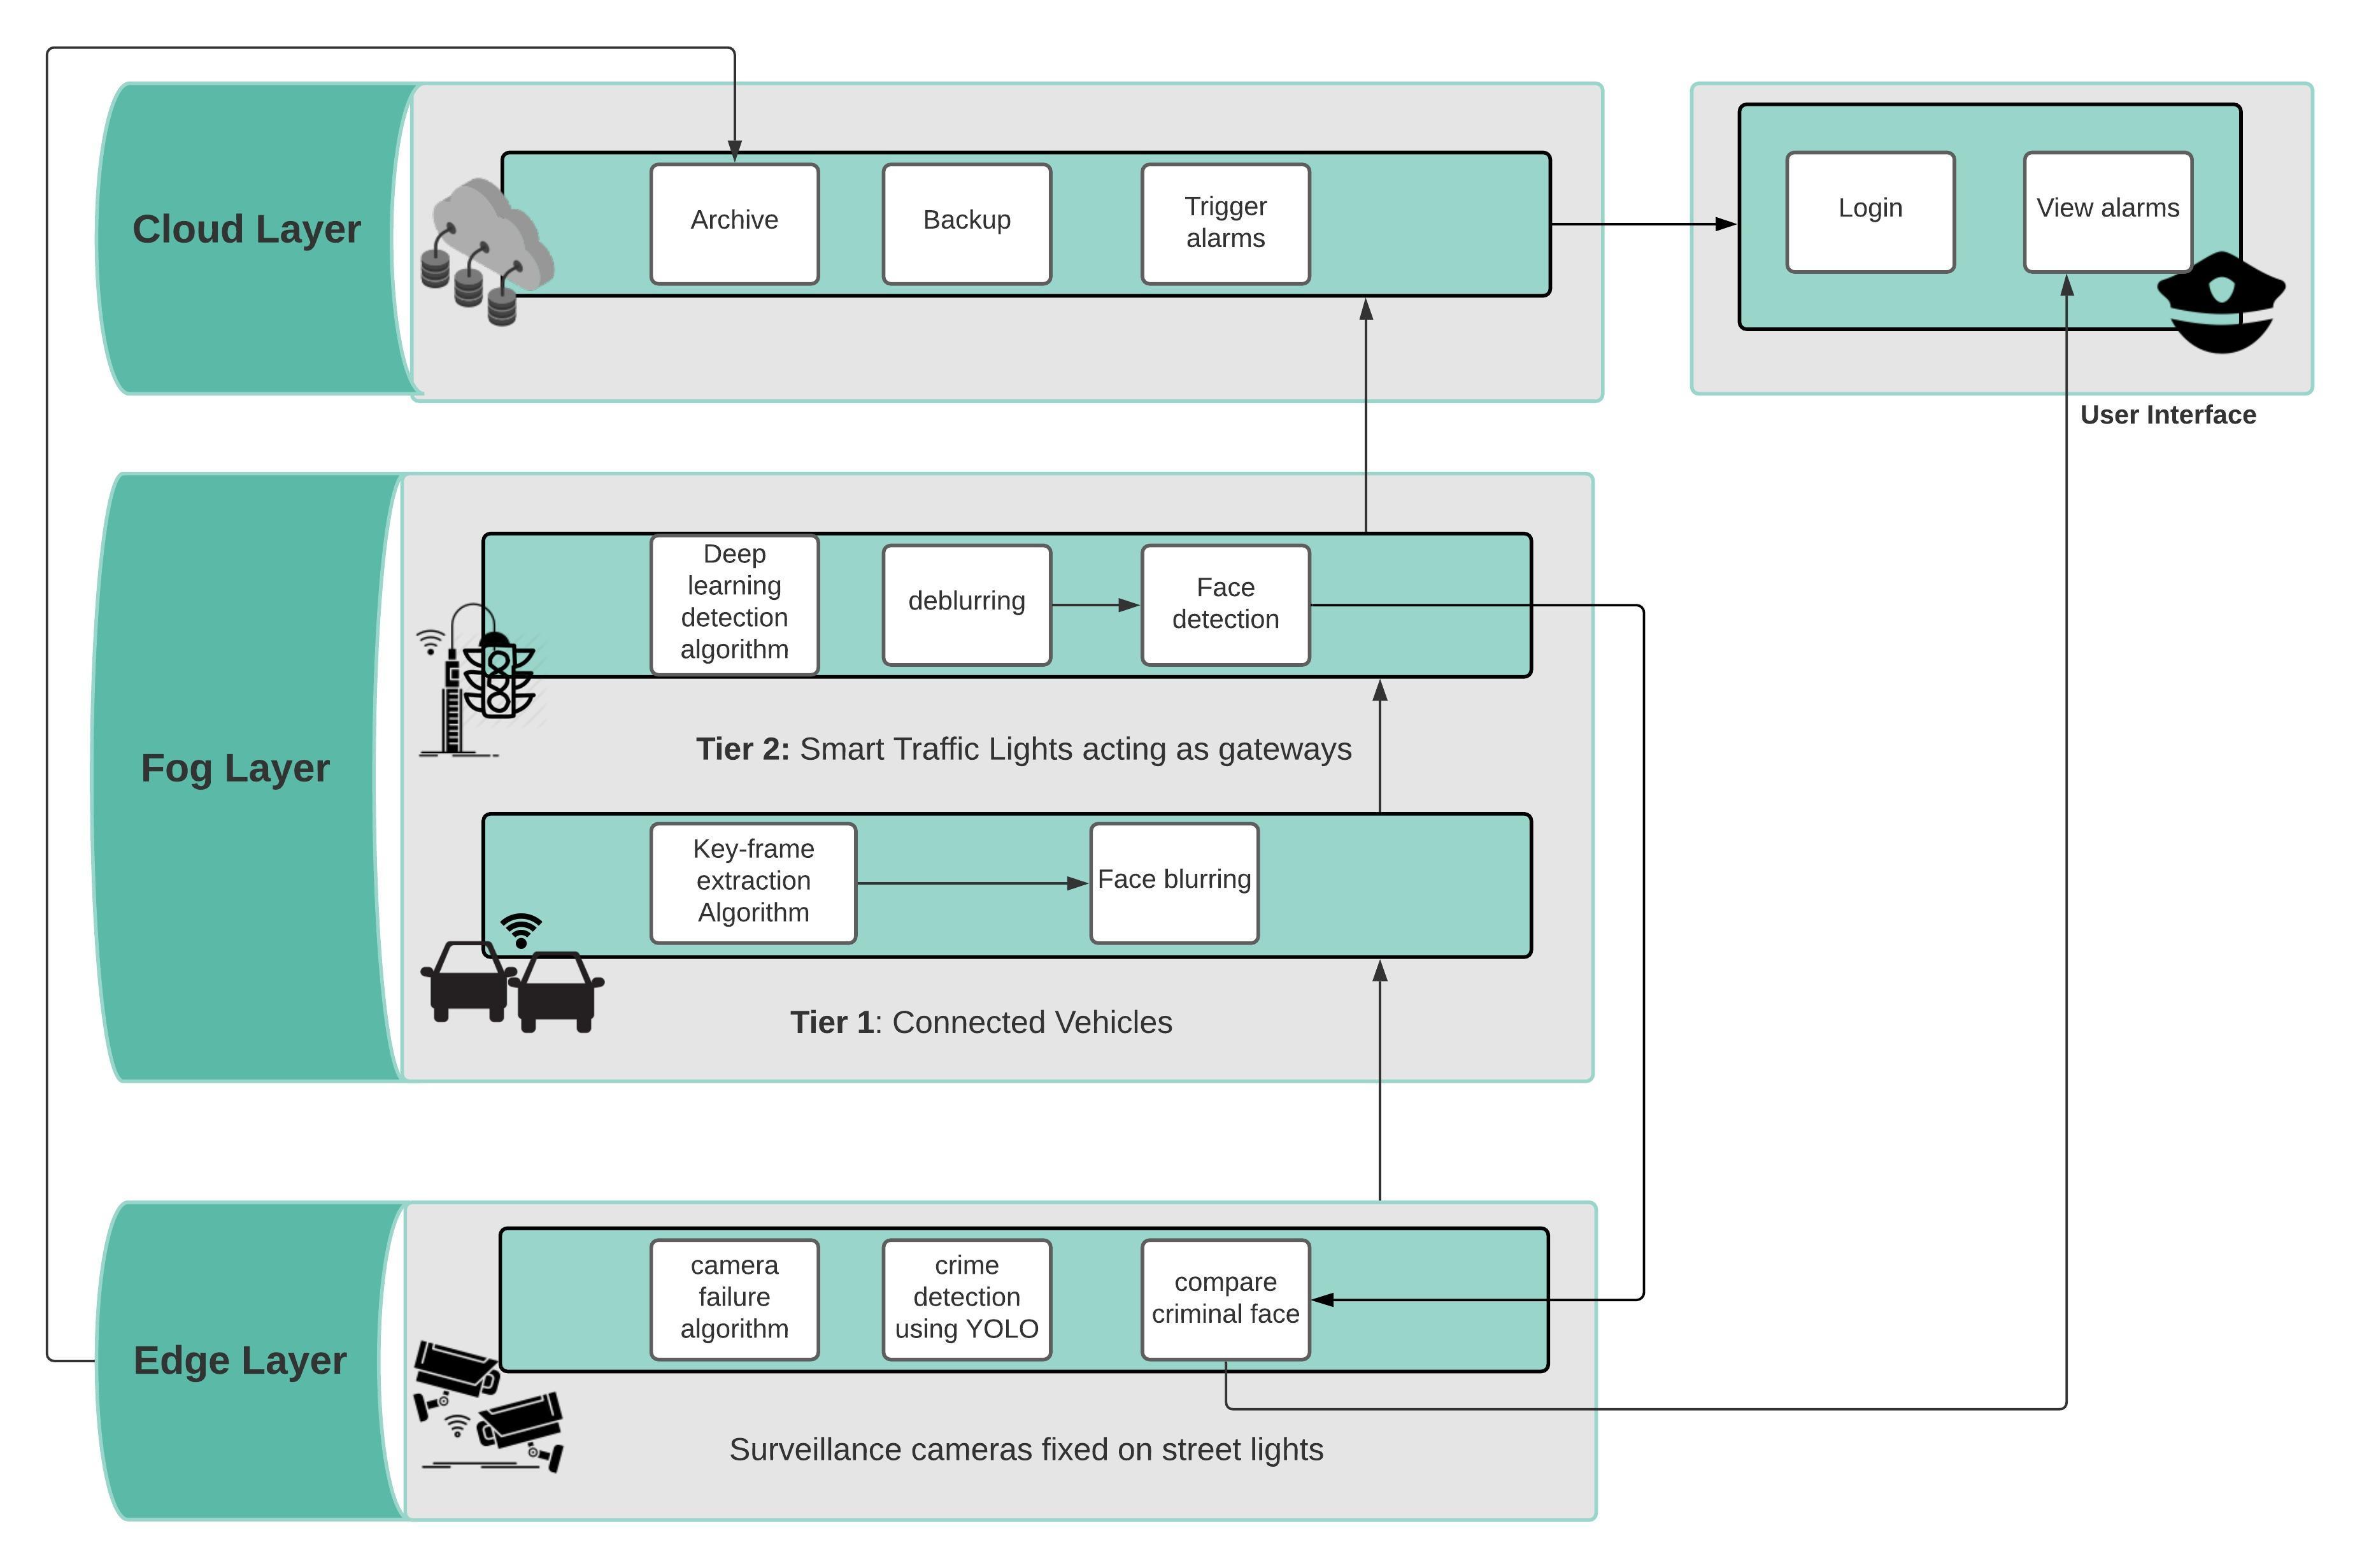 Cloud Layer
Archive
Backup
Trigger
alarms
Login
View alarms
User Interface
Fog Layer
Deep
learning
detection
algorithm
deblurring
Face
detection
Tier 2: Smart Traffic Lights acting as gateways
Key-frame
extraction
Algorithm
Face blurring
Tier 1: Connected Vehicles
Edge Layer
camera
failure
algorithm
crime
detection
using YOLO
compare
criminal face
Surveillance cameras fixed on street lights